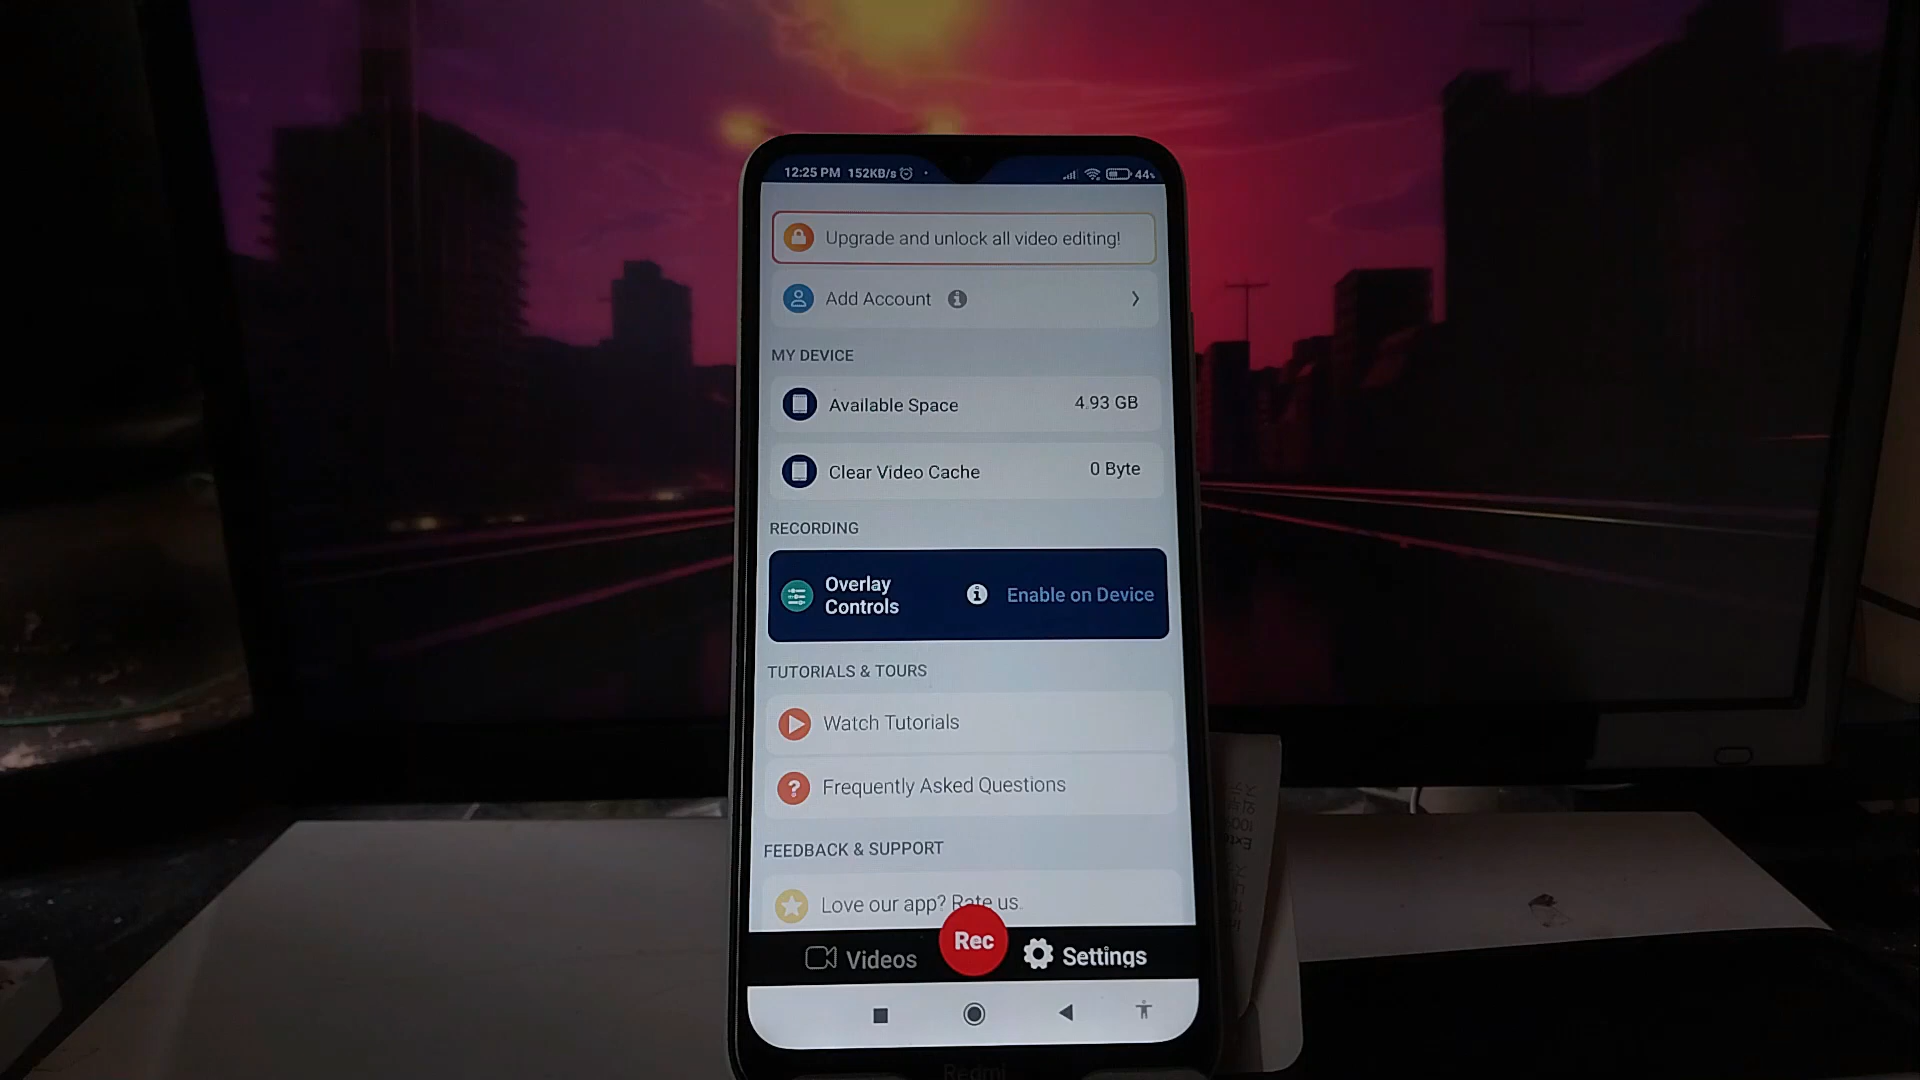 12:25 PM 152KB/s 44%
Upgrade and unlock all video editing!
Add Account
MY DEVICE
Available Space 4.93 GB
Clear Video Cache 0 Byte
RECORDING
Overlay Controls Enable on Device
TUTORIALS & TOURS
Watch Tutorials
Frequently Asked Questions
FEEDBACK & SUPPORT
Love our app? Rate us
Rec
Videos Settings
Redmi